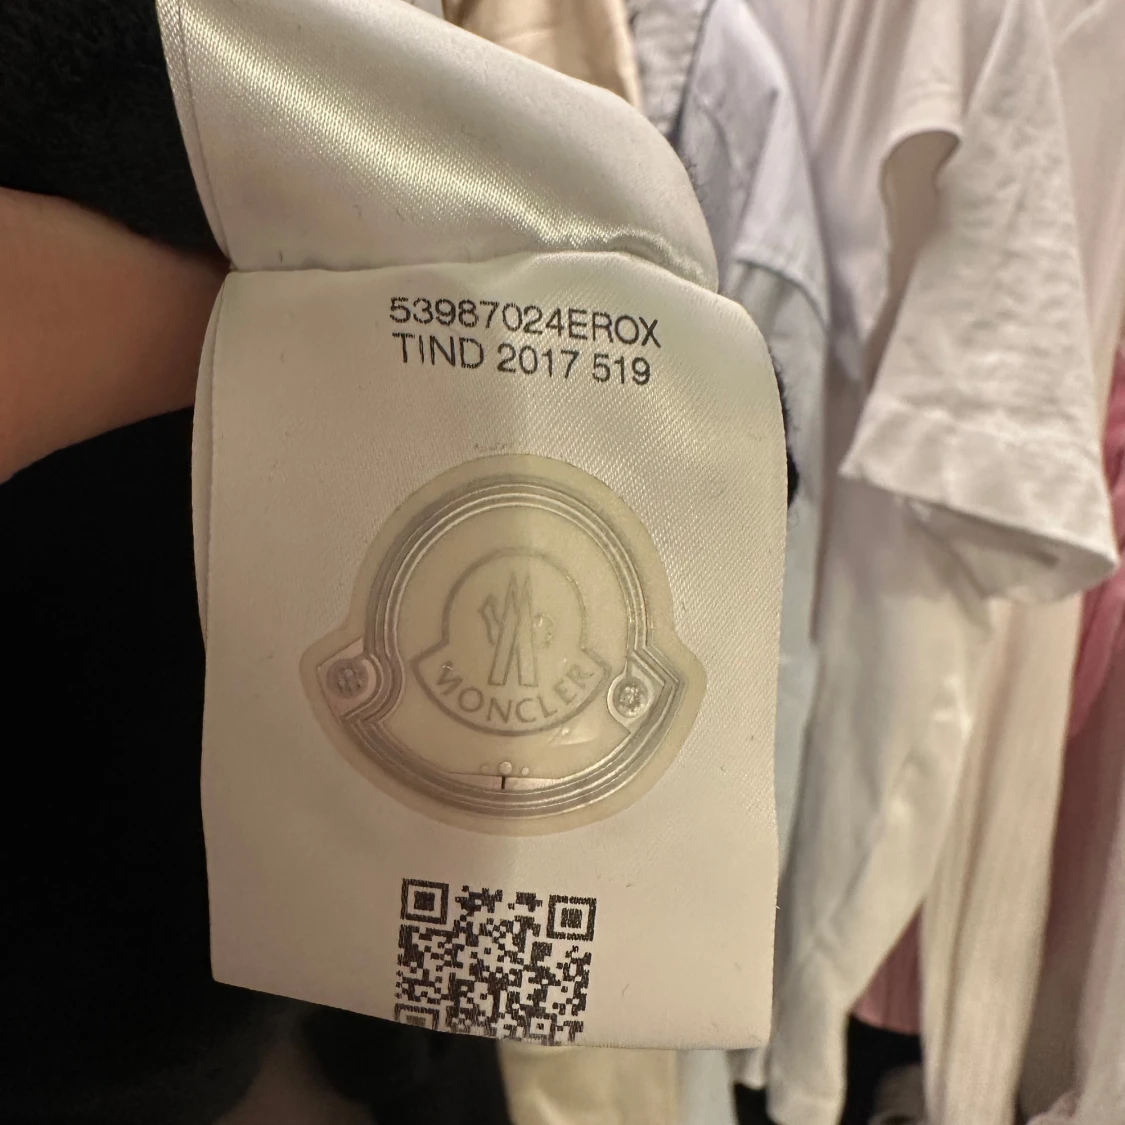 53987024EROX
TIND 2017 519
MONCLER